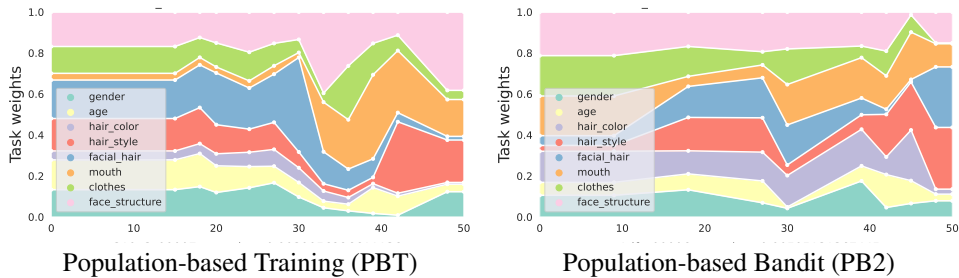 1.0
0.8
0.6
0.4
0.2
0.0
Task weights
gender
age
hair_color
hair_style
facial_hair
mouth
clothes
face_structure
0 10 20 30 40 50
Population-based Training (PBT)
1.0
0.8
0.6
0.4
0.2
0.0
Task weights
gender
age
hair_color
hair_style
facial_hair
mouth
clothes
face_structure
0 10 20 30 40 50
Population-based Bandit (PB2)